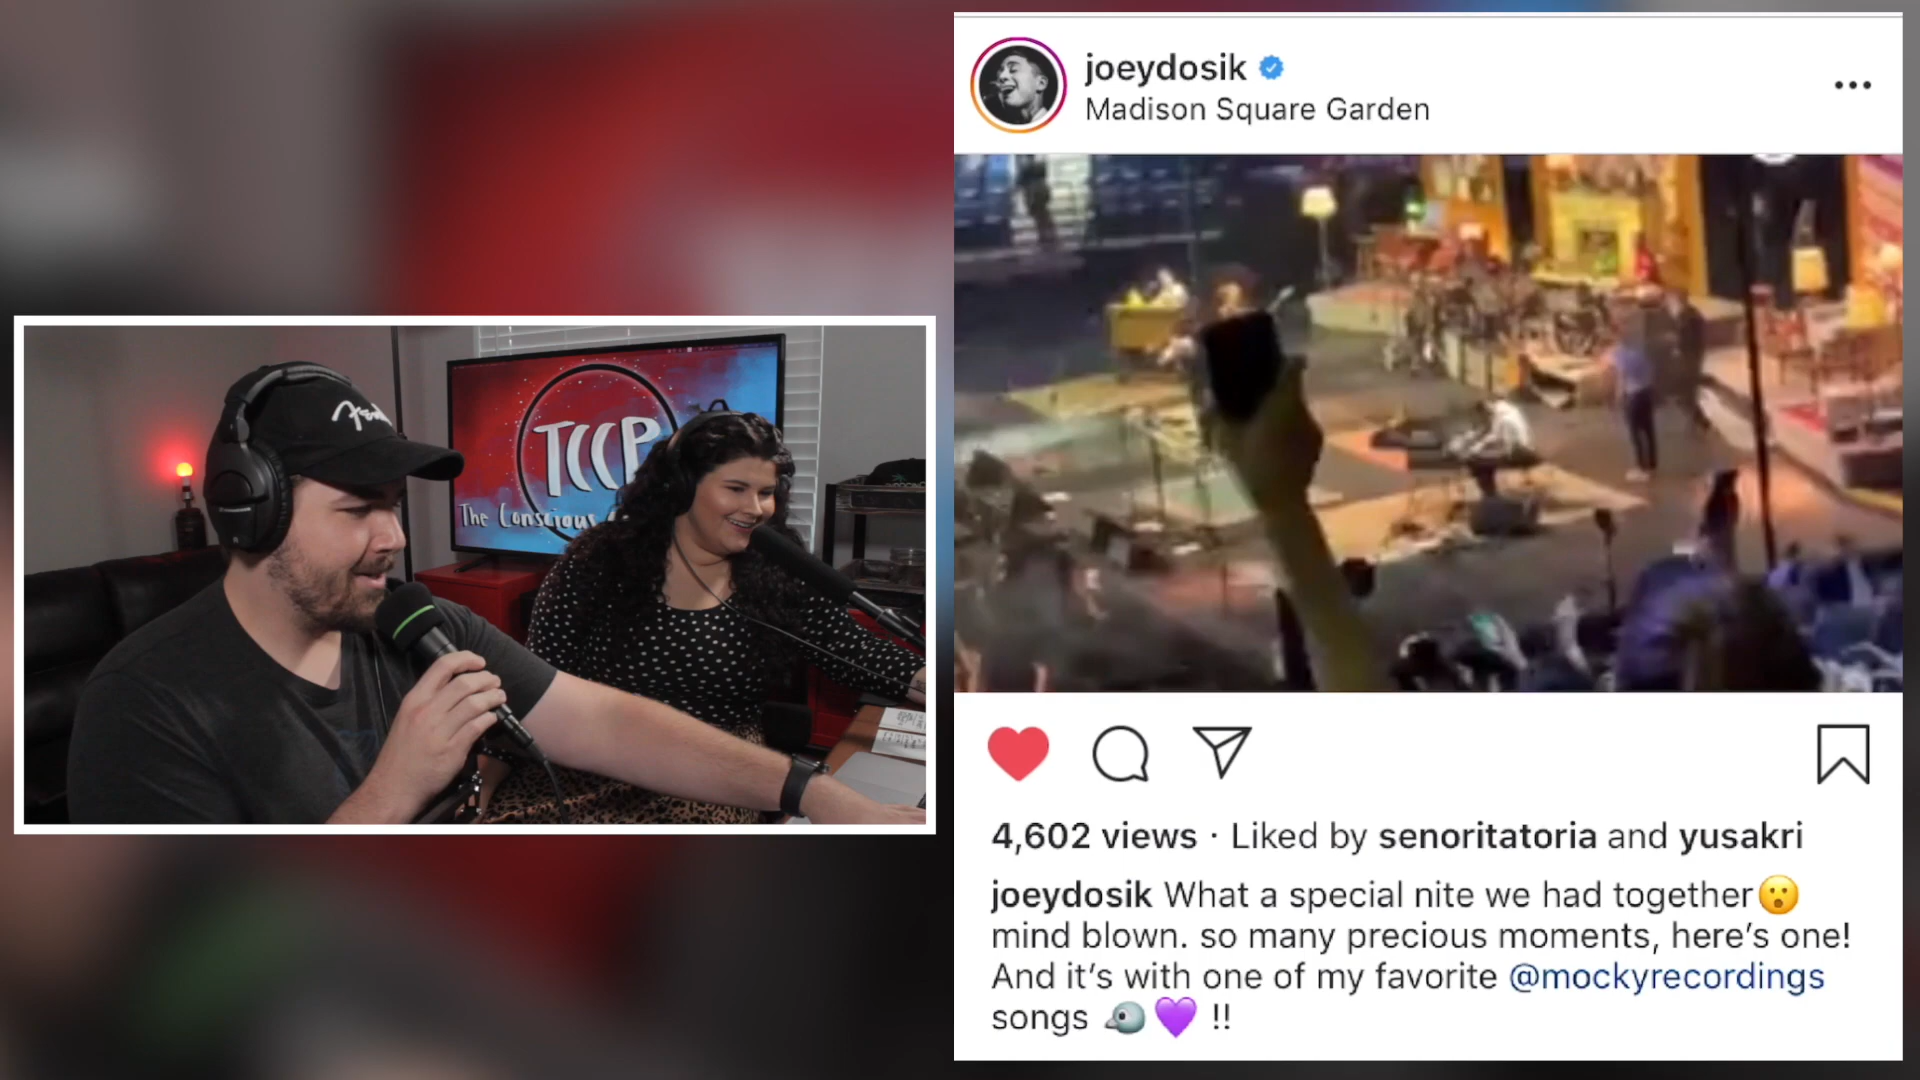 Fender
TCCP
The Conscious
joeydosik
Madison Square Garden
4,602 views · Liked by senoritatoria and yusakri
joeydosik What a special nite we had together😮
mind blown. so many precious moments, here's one!
And it's with one of my favorite @mockyrecordings
songs 🐦💜 !!